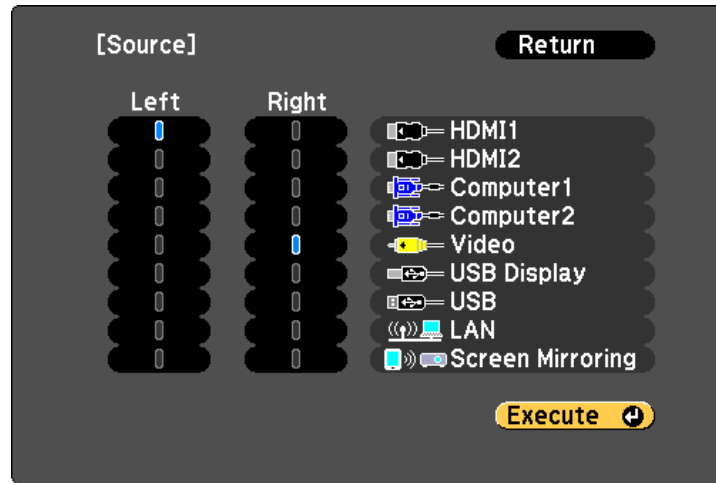 [Source]
Return
Left
Right
HDMI1
HDMI2
Computer1
Computer2
Video
USB Display
USB
LAN
Screen Mirroring
Execute